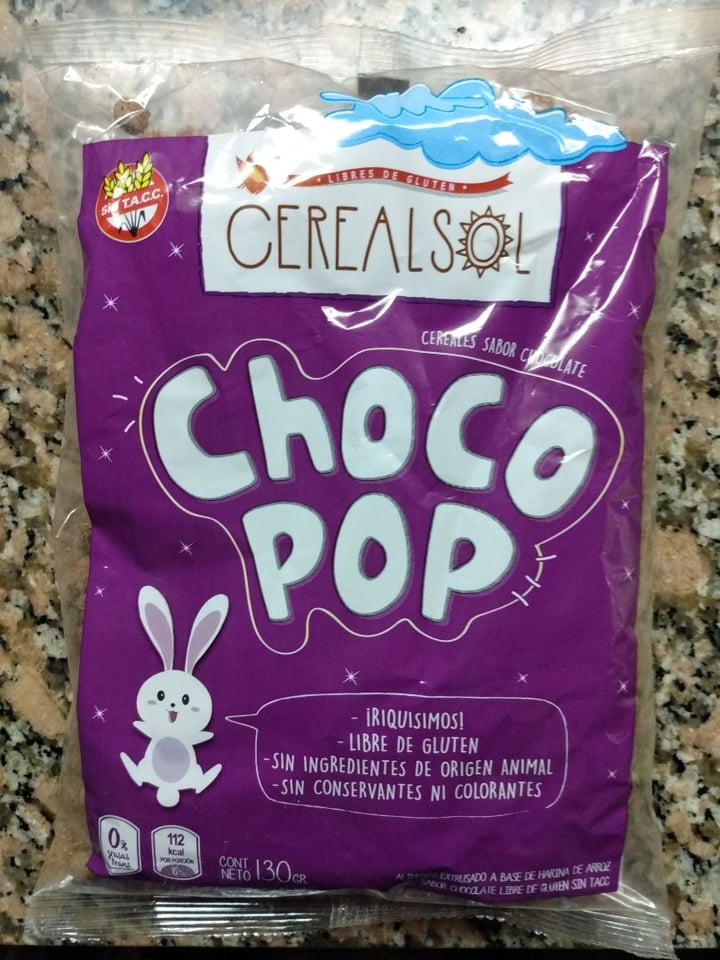 SIN T.A.C.C.
• LIBRES DE GLUTEN •
CEREALSOL
CEREALES SABOR CHOCOLATE
ChOCO
POP
- ¡RIQUISIMOS!
- LIBRE DE GLUTEN
-SIN INGREDIENTES DE ORIGEN ANIMAL
-SIN CONSERVANTES NI COLORANTES
0%
grasas
trans
112
kcal
POR PORCIÓN
6%
CONT
NETO 130GR
EXTRUSADO A BASE DE HARINA DE ARROZ
SABOR CHOCOLATE LIBRE DE GLUTEN SIN TACC